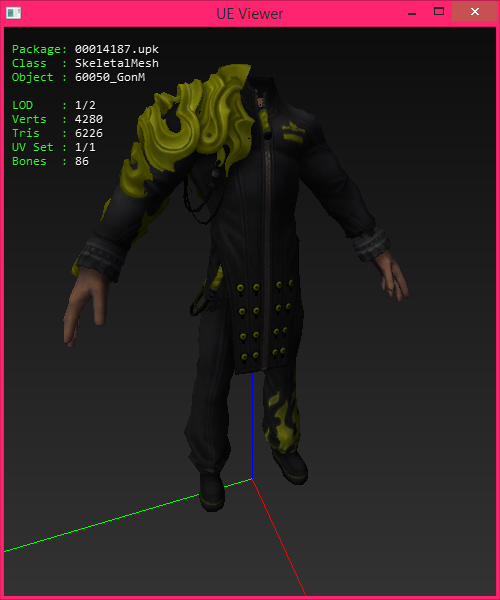 UE Viewer
Package: 00014187.upk
Class  : SkeletalMesh
Object : 60050_GonM
LOD    : 1/2
Verts  : 4280
Tris   : 6226
UV Set : 1/1
Bones  : 86